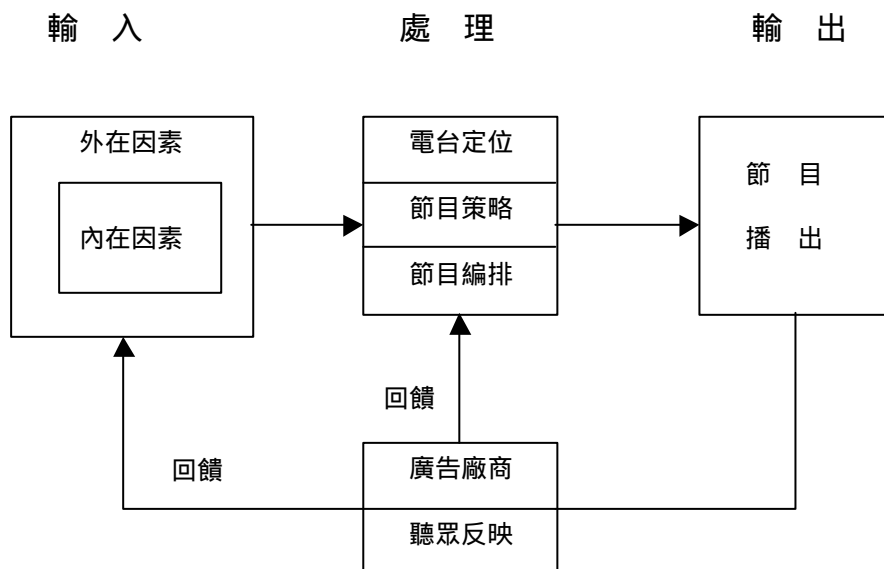 輸 入
處 理
輸 出
外在因素
內在因素
電台定位
節目策略
節目編排
節 目
播 出
回饋
回饋
廣告廠商
聽眾反映